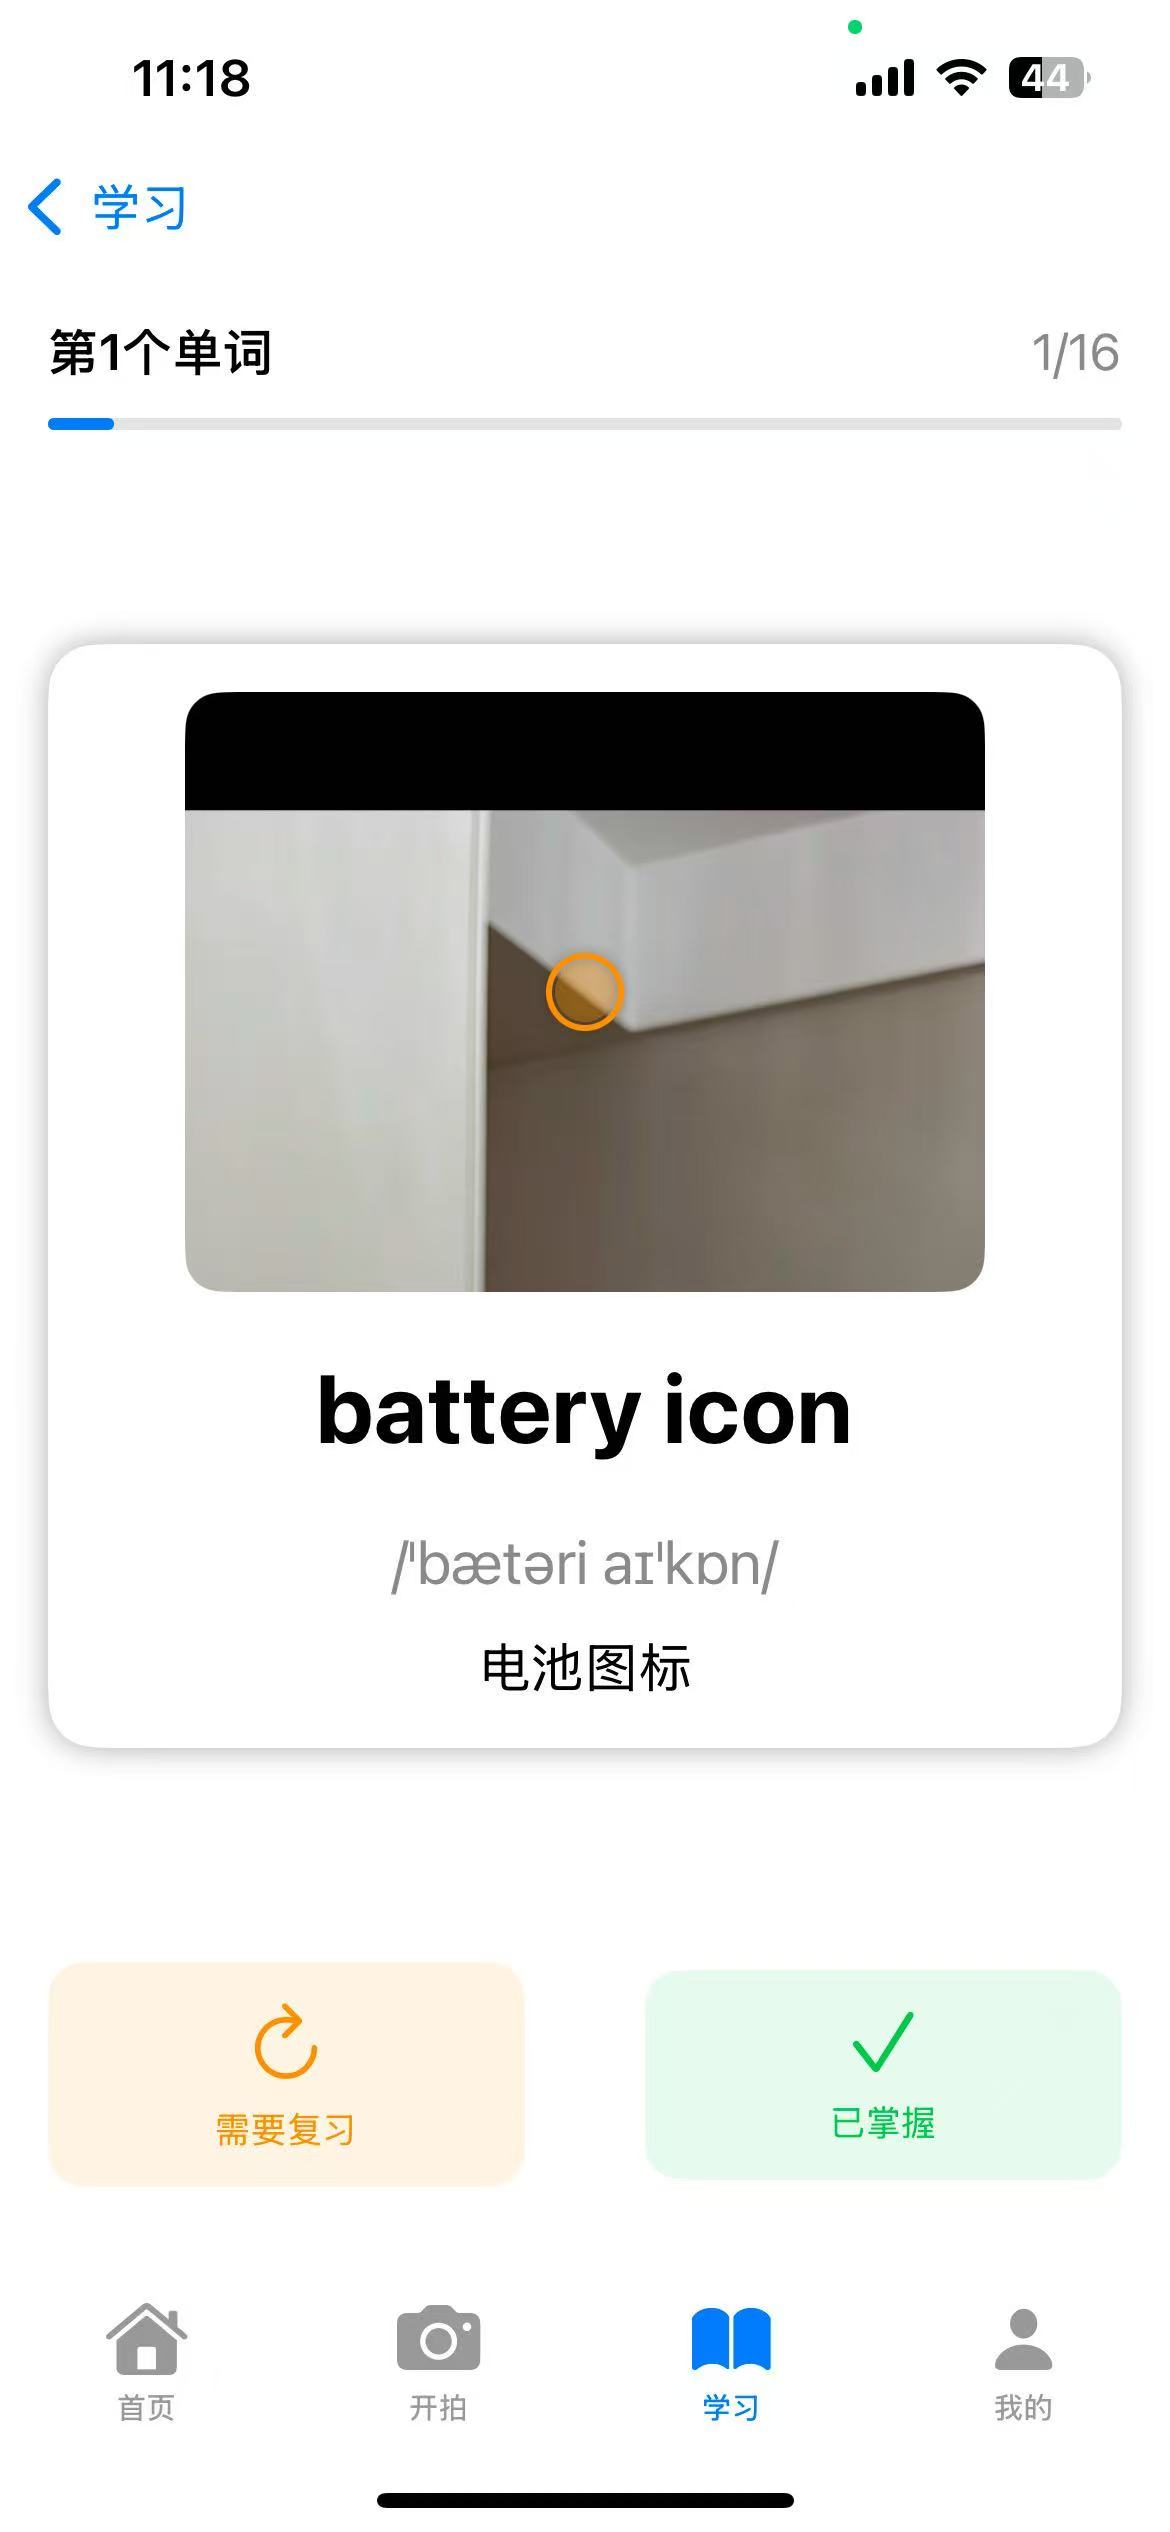 11:18
44
学习
第1个单词
1/16
battery icon
/ˈbætəri aɪˈkɒn/
电池图标
需要复习
已掌握
首页
开拍
学习
我的